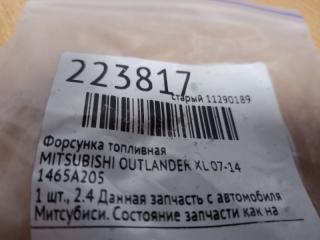 223817
старый 11290189
Форсунка топливная
MITSUBISHI OUTLANDER XL 07-14
1465A205
1 шт., 2.4 Данная запчасть с автомобиля
Митсубиси. Состояние запчасти как на